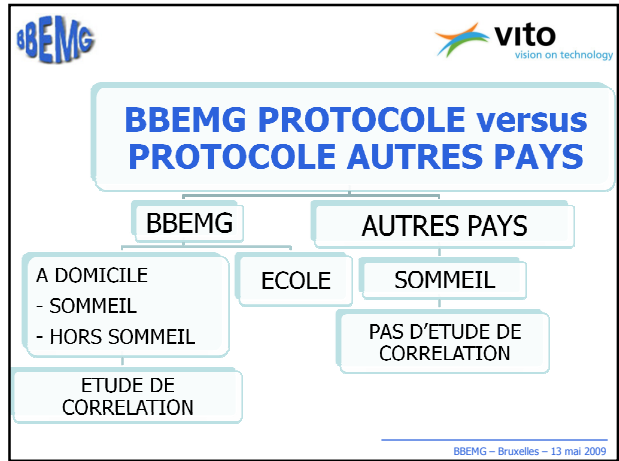 BBEMG
vito
vision on technology
BBEMG PROTOCOLE versus
PROTOCOLE AUTRES PAYS
BBEMG
AUTRES PAYS
A DOMICILE
- SOMMEIL
- HORS SOMMEIL
ECOLE
SOMMEIL
PAS D'ETUDE DE
CORRELATION
ETUDE DE
CORRELATION
BBEMG – Bruxelles – 13 mai 2009